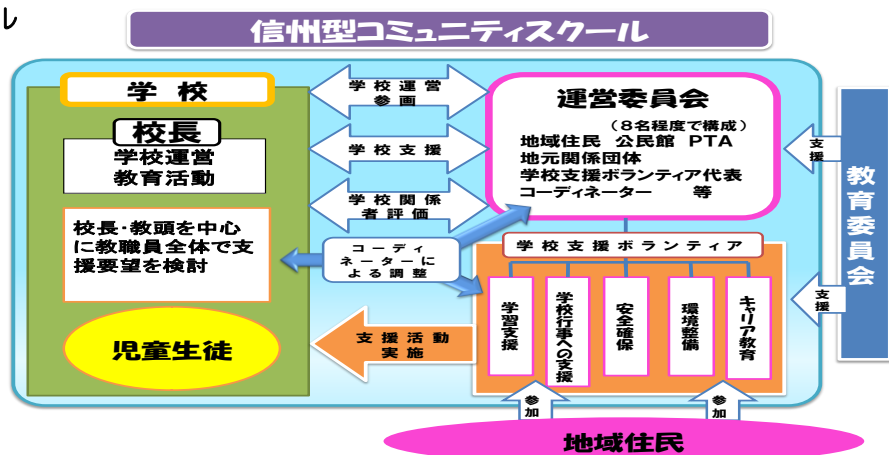 ル
信州型コミュニティスクール
学 校
校長
学校運営
教育活動
校長・教頭を中心
に教職員全体で支
援要望を検討
児童生徒
学校運営
参画
学校支援
学校関係
者評価
コーディ
ネーターに
よる調整
支援活動
実施
運営委員会
（８名程度で構成）
地域住民 公民館 PTA
地元関係団体
学校支援ボランティア代表
コーディネーター 等
学校支援ボランティア
学習支援
学校行事への支援
安全確保
環境整備
キャリア教育
参加
参加
地域住民
支援
支援
教育委員会